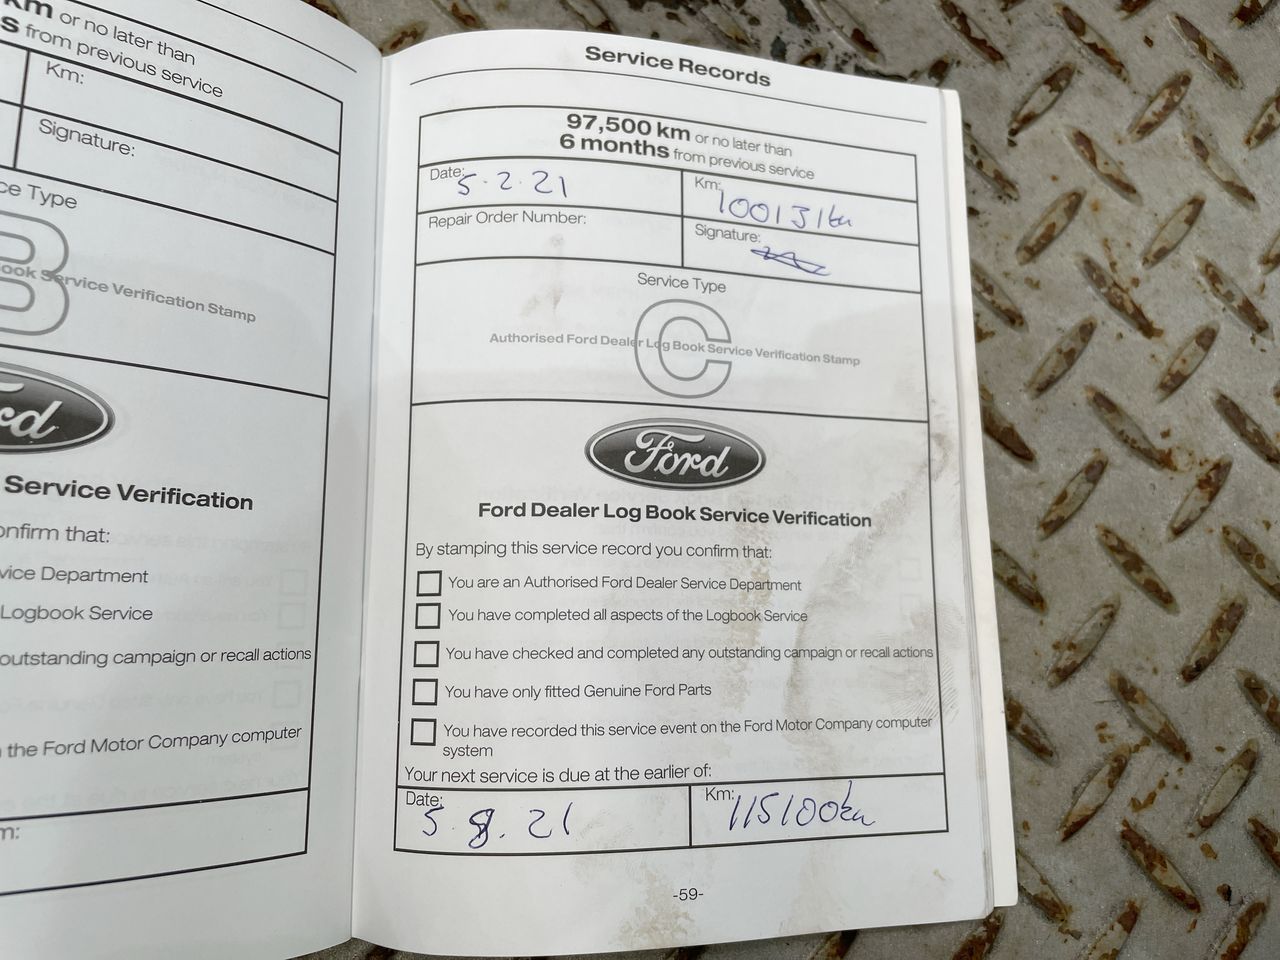 km or no later than
s from previous service
Km:
Signature:
ce Type
B
ook Service Verification Stamp
rd
Service Verification
onfirm that:
vice Department
Logbook Service
outstanding campaign or recall actions
the Ford Motor Company computer
m:
Service Records
97,500 km or no later than
6 months from previous service
Date: 5.2.21
Km: 100131km
Repair Order Number:
Signature:
Service Type
C
Authorised Ford Dealer Log Book Service Verification Stamp
Ford
Ford Dealer Log Book Service Verification
By stamping this service record you confirm that:
You are an Authorised Ford Dealer Service Department
You have completed all aspects of the Logbook Service
You have checked and completed any outstanding campaign or recall actions
You have only fitted Genuine Ford Parts
You have recorded this service event on the Ford Motor Company computer
system
Your next service is due at the earlier of:
Date: 5.8.21
Km: 115100km
-59-